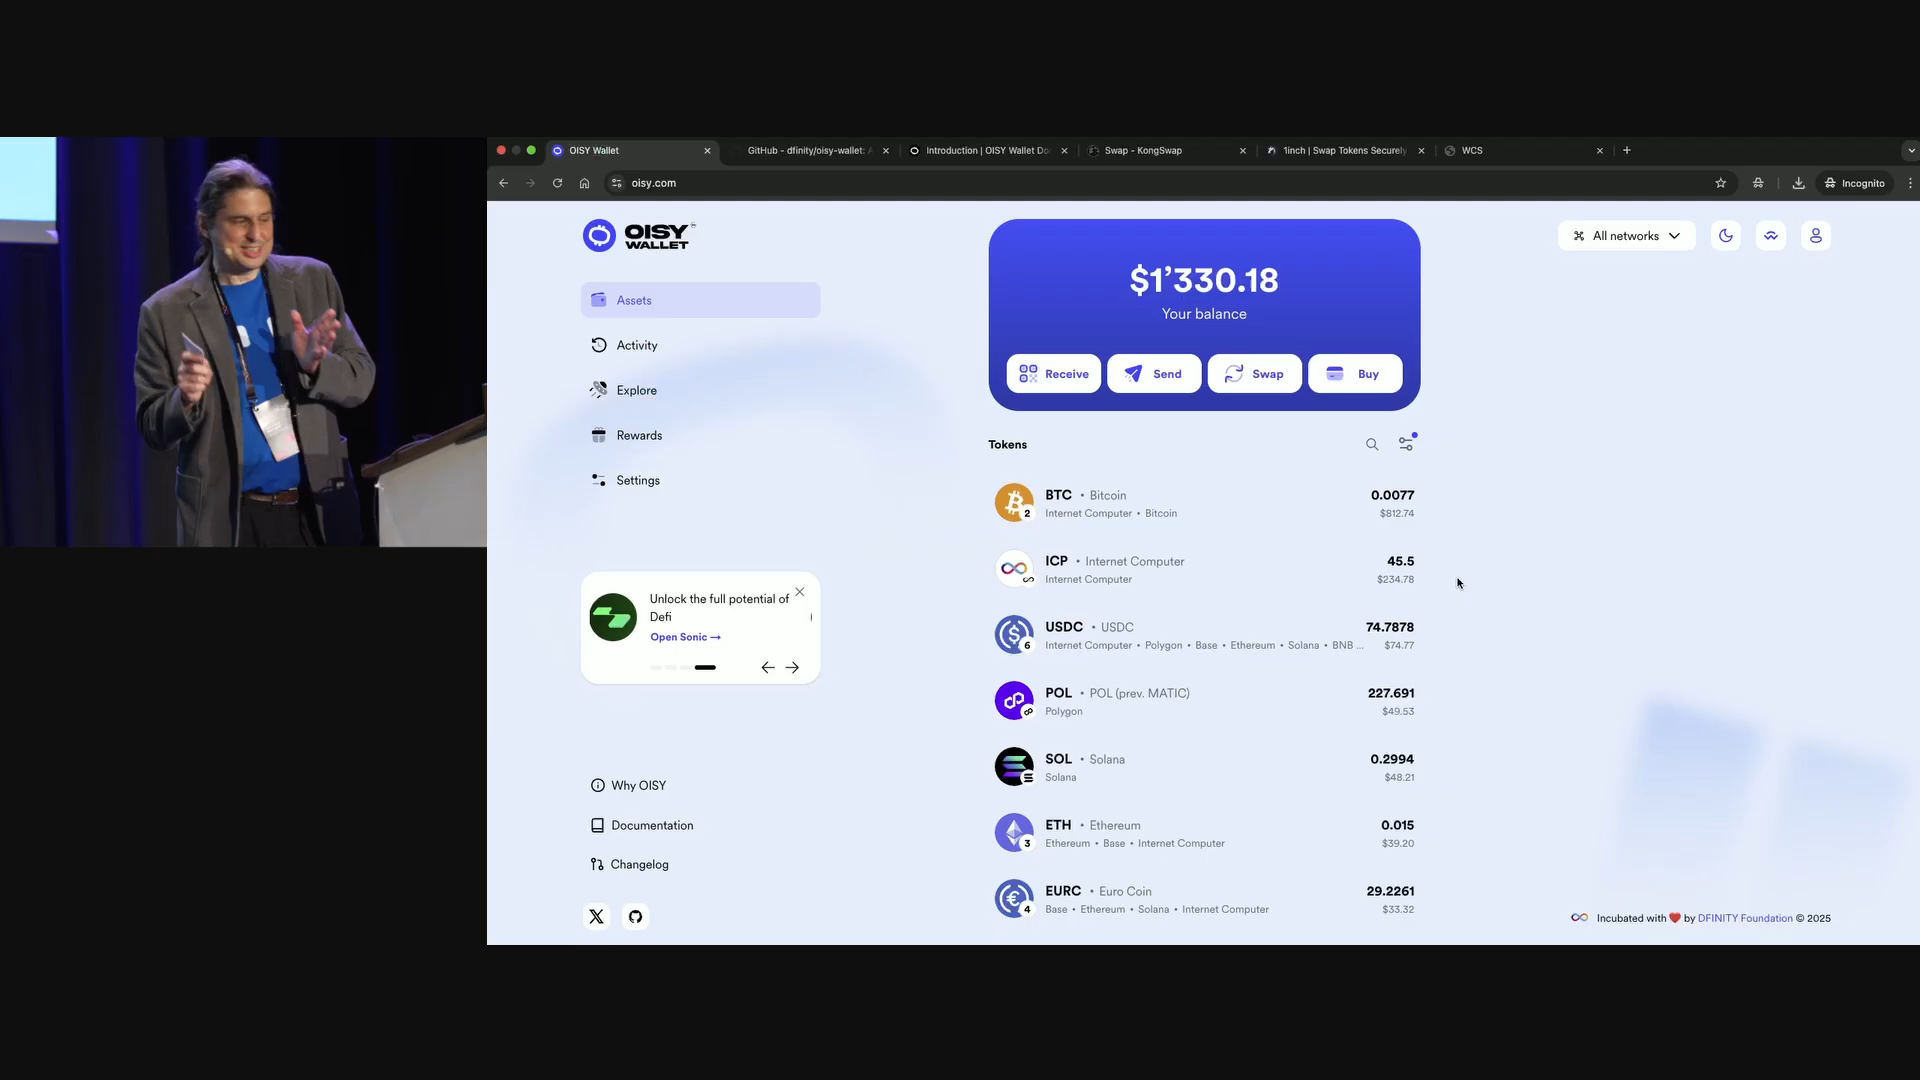 OISY Wallet
GitHub - dfinity/oisy-wallet: A
Introduction | OISY Wallet Do
Swap - KongSwap
1inch | Swap Tokens Securely
WCS
oisy.com
Incognito
OISY
WALLET
$1’330.18
Your balance
Receive
Send
Swap
Buy
All networks
Assets
Activity
Explore
Rewards
Settings
Unlock the full potential of
Defi
Open Sonic →
Why OISY
Documentation
Changelog
Tokens
BTC • Bitcoin 0.0077
Internet Computer • Bitcoin $812.74
2
ICP • Internet Computer 45.5
Internet Computer $234.78
USDC • USDC 74.7878
Internet Computer • Polygon • Base • Ethereum • Solana • BNB ... $74.77
6
POL • POL (prev. MATIC) 227.691
Polygon $49.53
SOL • Solana 0.2994
Solana $48.21
ETH • Ethereum 0.015
Ethereum • Base • Internet Computer $39.20
3
EURC • Euro Coin 29.2261
Base • Ethereum • Solana • Internet Computer $33.32
4
Incubated with ❤️ by DFINITY Foundation © 2025